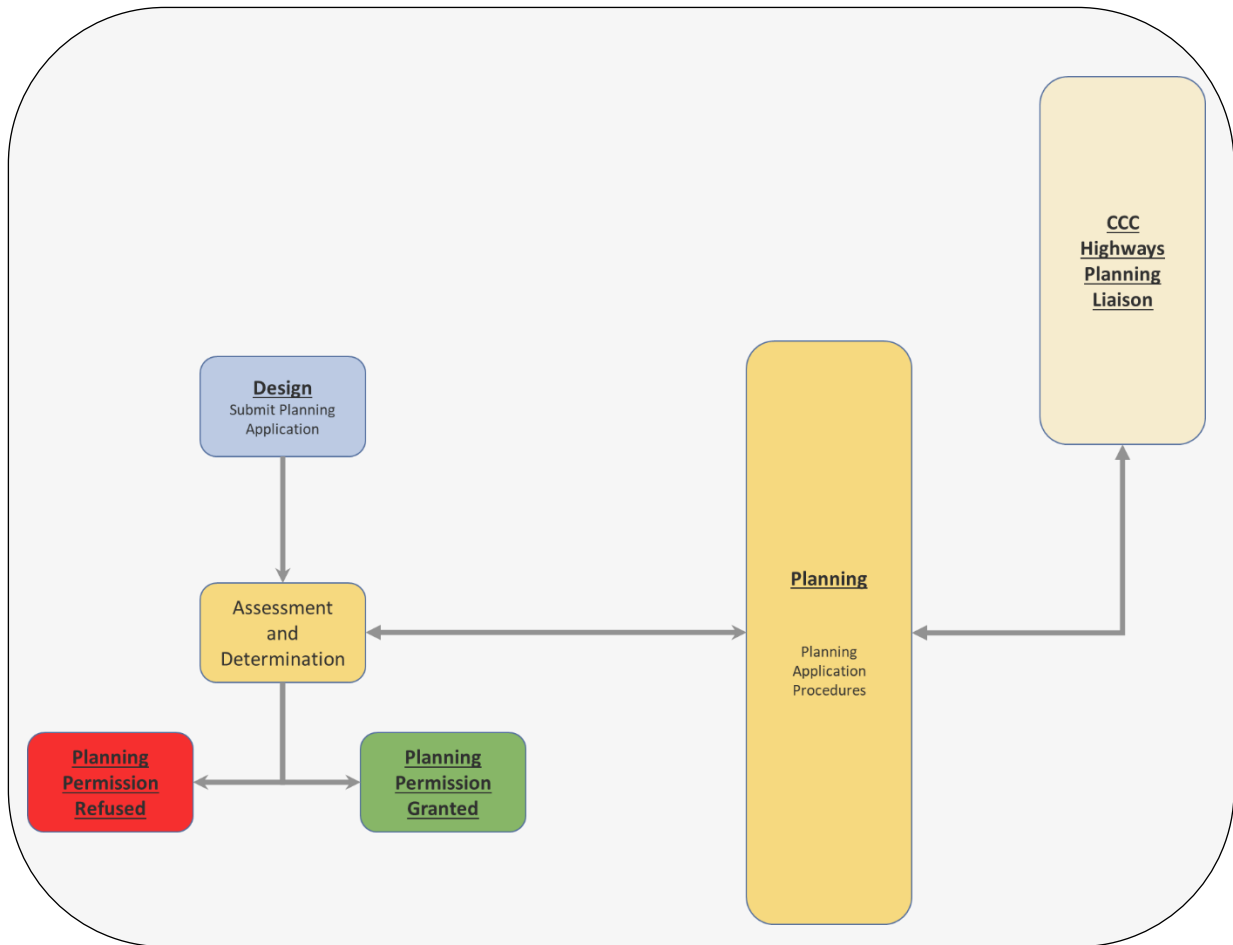 CCC
Highways
Planning
Liaison
Design
Submit Planning
Application
Assessment
and
Determination
Planning
Planning
Application
Procedures
Planning
Permission
Refused
Planning
Permission
Granted